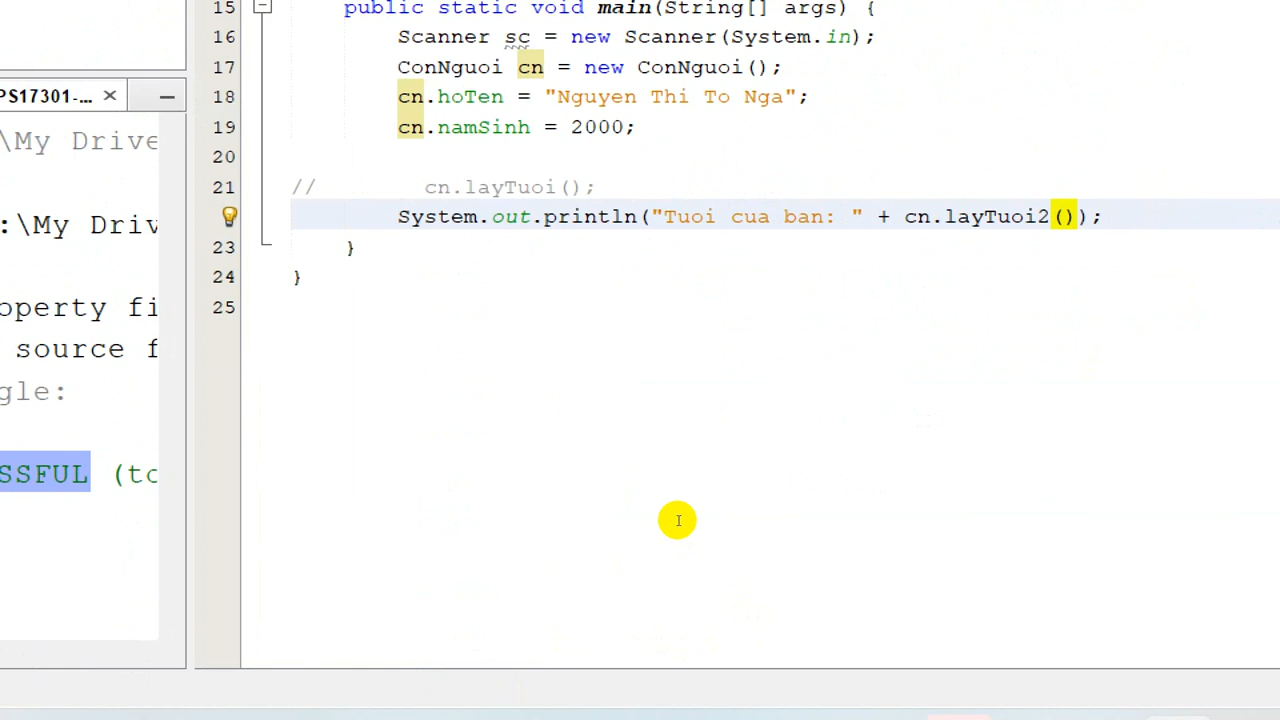 15 public static void main(String[] args) {
16 Scanner sc = new Scanner(System.in);
17 ConNguoi cn = new ConNguoi();
18 cn.hoTen = "Nguyen Thi To Nga";
19 cn.namSinh = 2000;
20
21 // cn.layTuoi();
System.out.println("Tuoi cua ban: " + cn.layTuoi2());
23 }
24 }
25
PS17301-...
\My Drive
:\My Driv
operty fi
source f
gle:
SSFUL (to